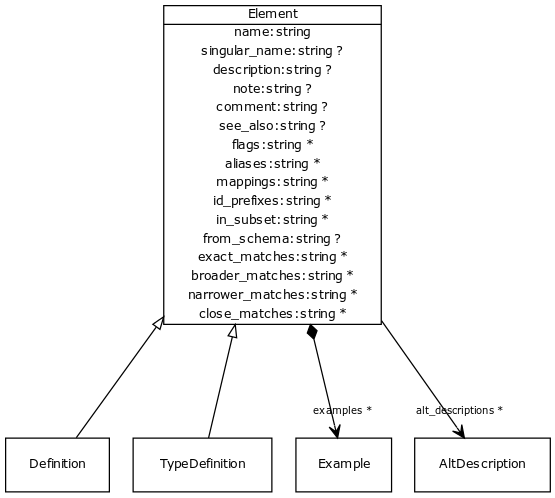 Element
name:string
singular_name:string ?
description:string ?
note:string ?
comment:string ?
see_also:string ?
flags:string *
aliases:string *
mappings:string *
id_prefixes:string *
in_subset:string *
from_schema:string ?
exact_matches:string *
broader_matches:string *
narrower_matches:string *
close_matches:string *
examples *
alt_descriptions *
Definition
TypeDefinition
Example
AltDescription